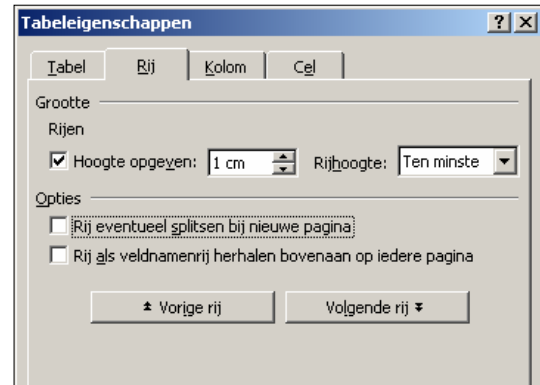 Tabeleigenschappen ? X
Tabel Rij Kolom Cel
Grootte
Rijen
Hoogte opgeven: 1 cm Rijhoogte: Ten minste
Opties
Rij eventueel splitsen bij nieuwe pagina
Rij als veldnamenrij herhalen bovenaan op iedere pagina
Vorige rij Volgende rij